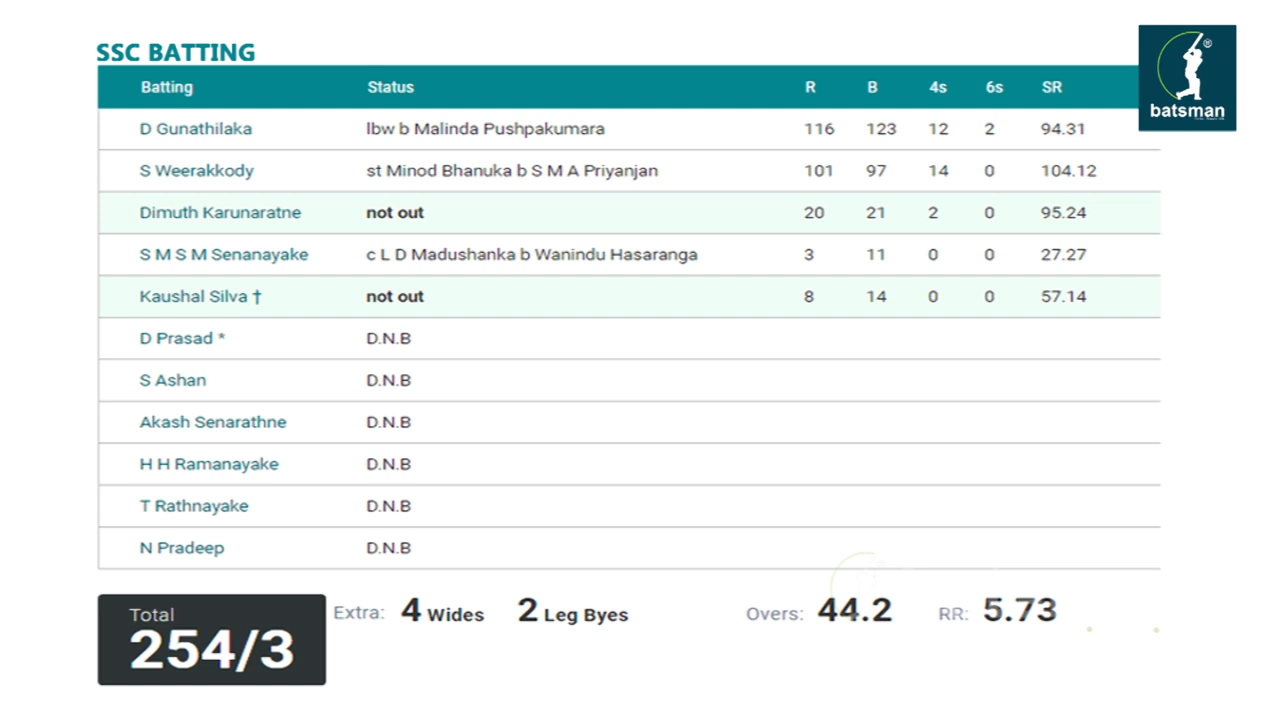 SSC BATTING
Batting Status R B 4s 6s SR
D Gunathilaka lbw b Malinda Pushpakumara 116 123 12 2 94.31
S Weerakkody st Minod Bhanuka b S M A Priyanjan 101 97 14 0 104.12
Dimuth Karunaratne not out 20 21 2 0 95.24
S M S M Senanayake c L D Madushanka b Wanindu Hasaranga 3 11 0 0 27.27
Kaushal Silva † not out 8 14 0 0 57.14
D Prasad * D.N.B
S Ashan D.N.B
Akash Senarathne D.N.B
H H Ramanayake D.N.B
T Rathnayake D.N.B
N Pradeep D.N.B
Total
254/3
Extra: 4 Wides 2 Leg Byes Overs: 44.2 RR: 5.73
®
batsman